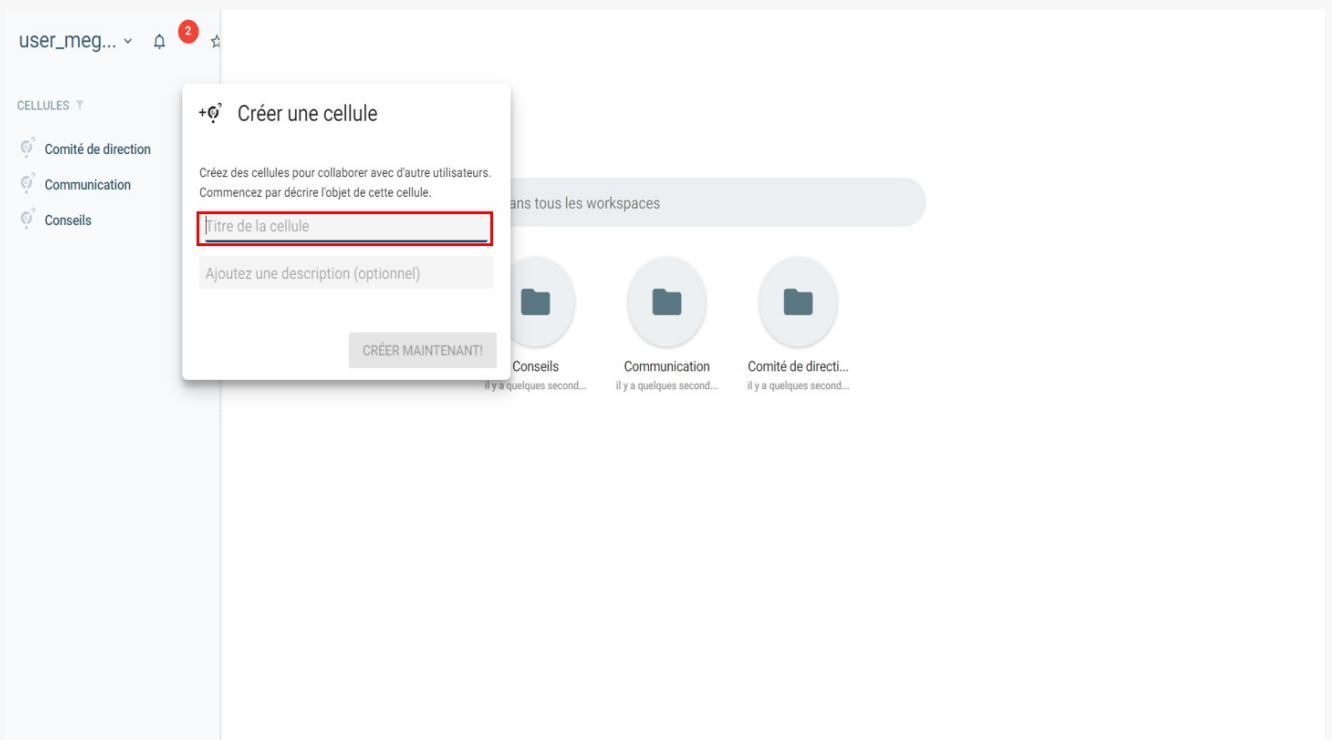 user_meg...
2
CELLULES
Comité de direction
Communication
Conseils
Créer une cellule
Créez des cellules pour collaborer avec d'autre utilisateurs.
Commencez par décrire l'objet de cette cellule.
Titre de la cellule
Ajoutez une description (optionnel)
CRÉER MAINTENANT!
ans tous les workspaces
Conseils
il y a quelques second...
Communication
il y a quelques second...
Comité de directi...
il y a quelques second...